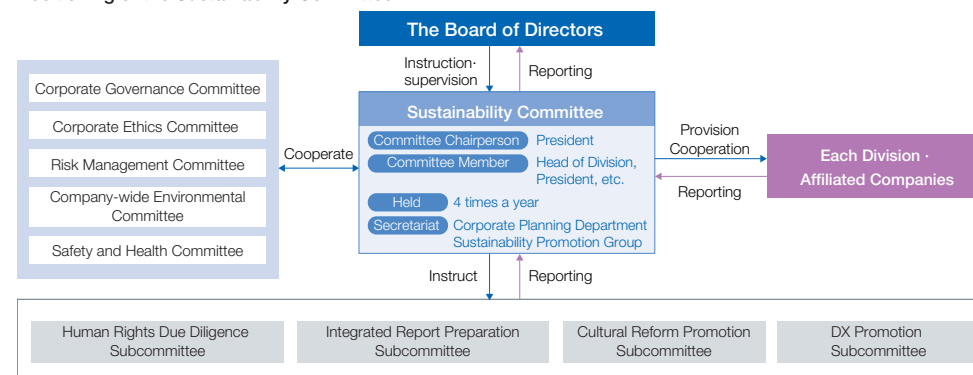 The Board of Directors
Instruction·
supervision
Reporting
Corporate Governance Committee
Corporate Ethics Committee
Risk Management Committee
Company-wide Environmental
Committee
Safety and Health Committee
Cooperate
Sustainability Committee
Committee Chairperson President
Committee Member Head of Division,
President, etc.
Held 4 times a year
Secretariat Corporate Planning Department
Sustainability Promotion Group
Provision
Cooperation
Reporting
Each Division ·
Affiliated Companies
Instruct
Reporting
Human Rights Due Diligence
Subcommittee
Integrated Report Preparation
Subcommittee
Cultural Reform Promotion
Subcommittee
DX Promotion
Subcommittee